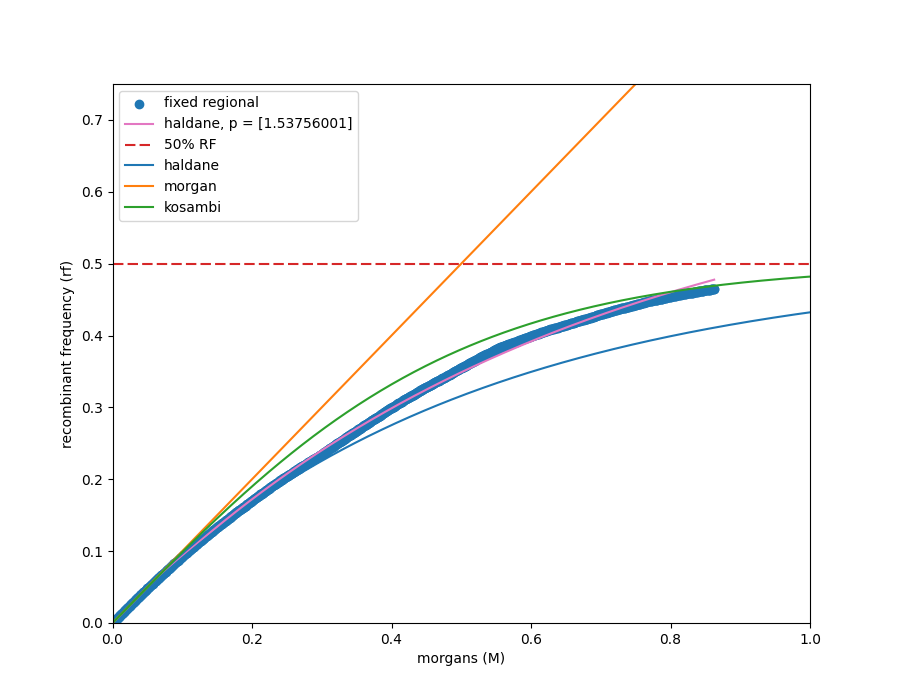 fixed regional
haldane, p = [1.53756001]
50% RF
haldane
morgan
kosambi
recombinant frequency (rf)
0.7
0.6
0.5
0.4
0.3
0.2
0.1
0.0
0.0 0.2 0.4 0.6 0.8 1.0
morgans (M)